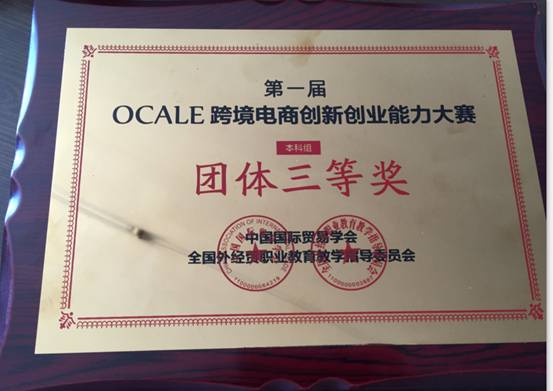 第一届
OCALE 跨境电商创新创业能力大赛
本科组
团体三等奖
中国国际贸易学会
全国外经贸职业教育教学指导委员会